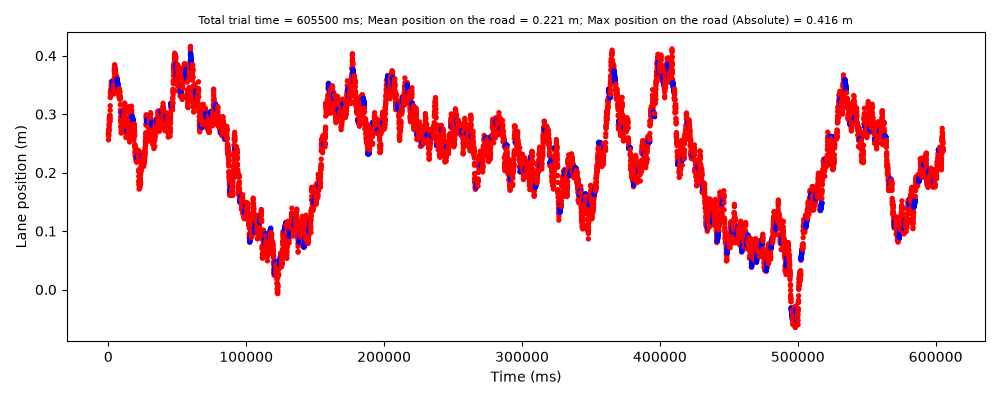 Total trial time = 605500 ms; Mean position on the road = 0.221 m; Max position on the road (Absolute) = 0.416 m
0.4
0.3
0.2
0.1
0.0
Lane position (m)
0 100000 200000 300000 400000 500000 600000
Time (ms)